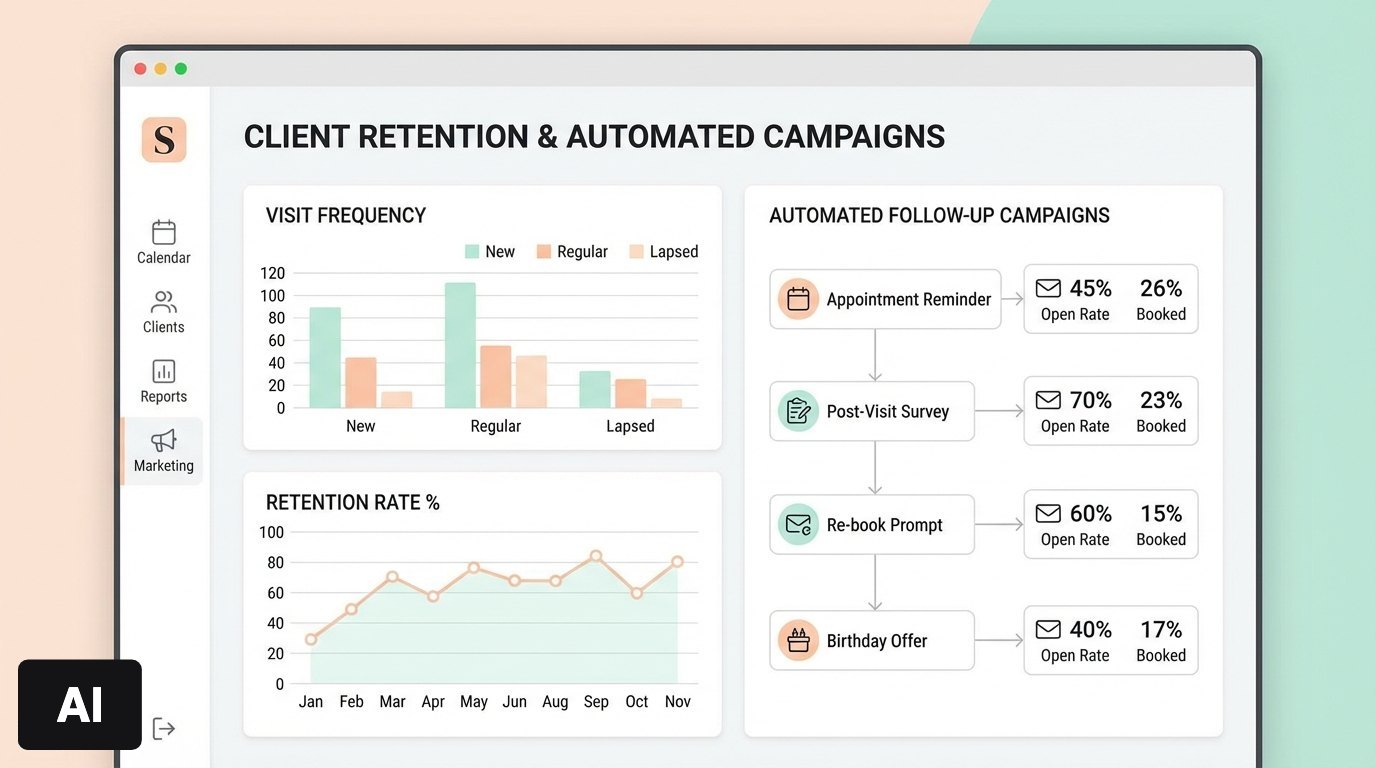 S
CLIENT RETENTION & AUTOMATED CAMPAIGNS
Calendar
Clients
Reports
Marketing
VISIT FREQUENCY
New Regular Lapsed
120
100
80
60
40
20
0
New Regular Lapsed
RETENTION RATE %
100
80
60
40
20
0
Jan Feb Mar Apr May Jun Jul Aug Sep Oct Nov
AUTOMATED FOLLOW-UP CAMPAIGNS
Appointment Reminder
45% 26%
Open Rate Booked
Post-Visit Survey
70% 23%
Open Rate Booked
Re-book Prompt
60% 15%
Open Rate Booked
Birthday Offer
40% 17%
Open Rate Booked
AI